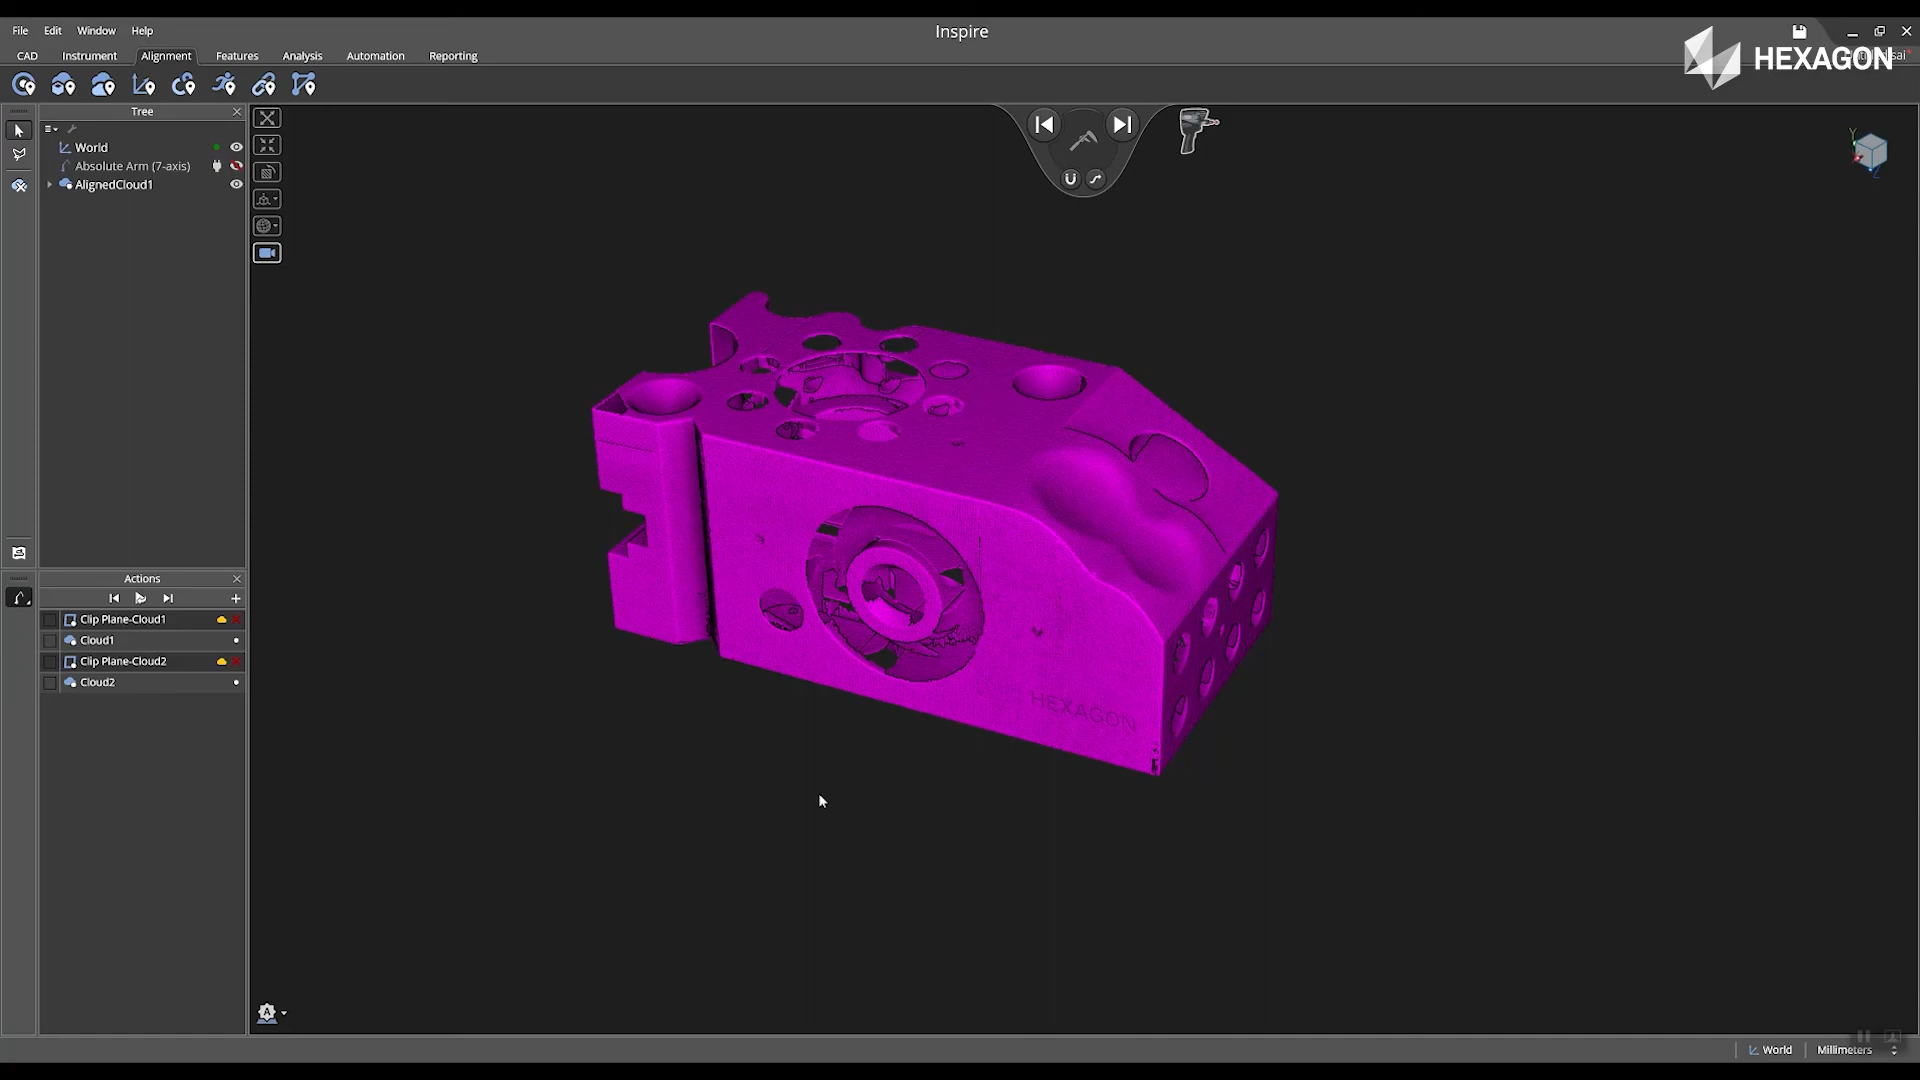 File Edit Window Help
Inspire
CAD Instrument Alignment Features Analysis Automation Reporting
HEXAGON
Tree
World
Absolute Arm (7-axis)
AlignedCloud1
Actions
Clip Plane-Cloud1
Cloud1
Clip Plane-Cloud2
Cloud2
HEXAGON
World Millimeters